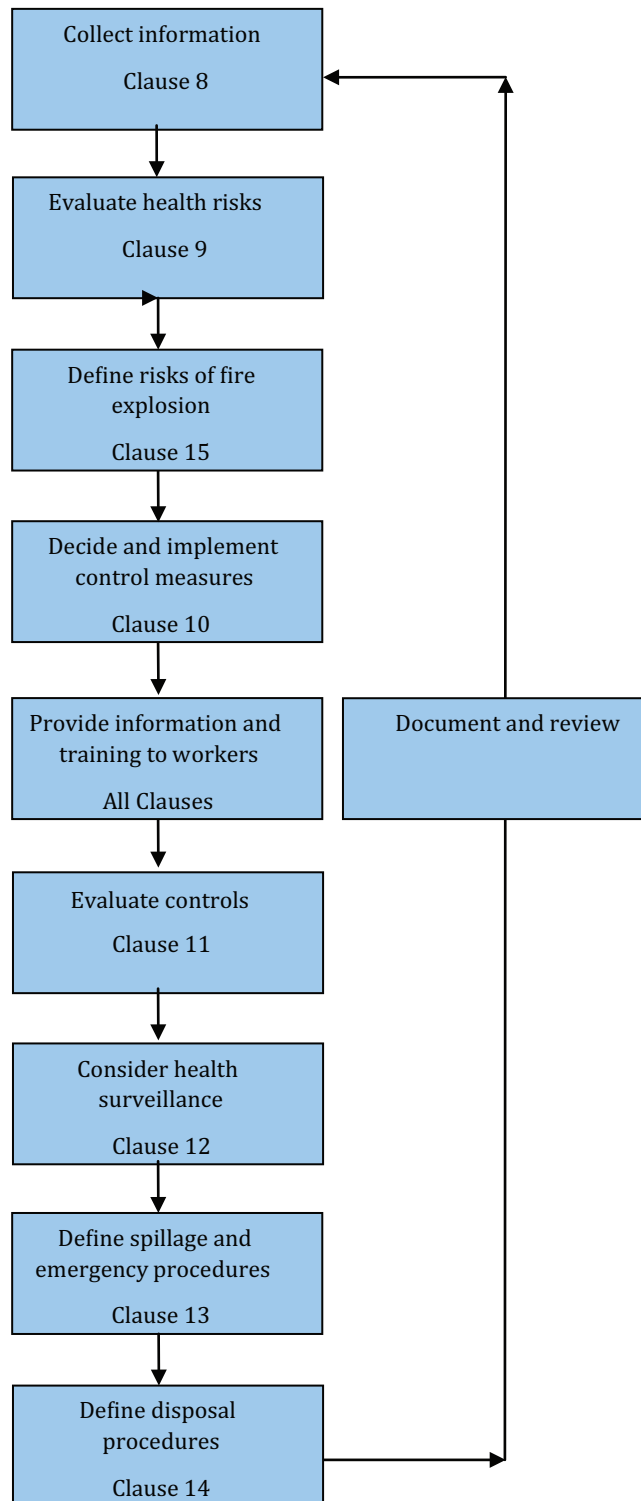 Collect information
Clause 8
Evaluate health risks
Clause 9
Define risks of fire
explosion
Clause 15
Decide and implement
control measures
Clause 10
Provide information and
training to workers
All Clauses
Document and review
Evaluate controls
Clause 11
Consider health
surveillance
Clause 12
Define spillage and
emergency procedures
Clause 13
Define disposal
procedures
Clause 14